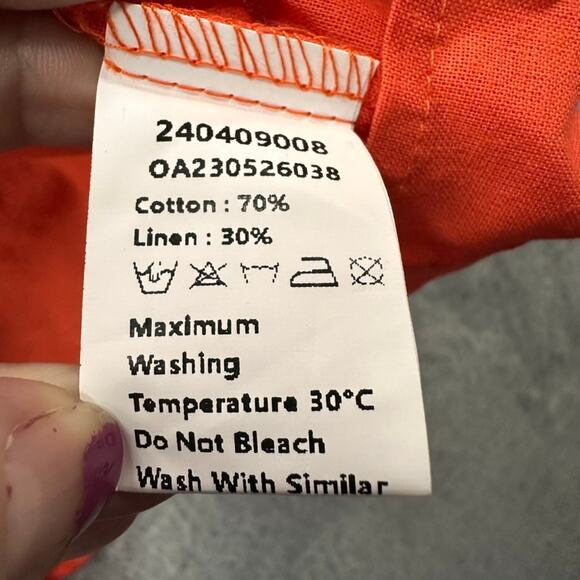 240409008
OA230526038
Cotton : 70%
Linen : 30%
Maximum
Washing
Temperature 30°C
Do Not Bleach
Wash With Similar